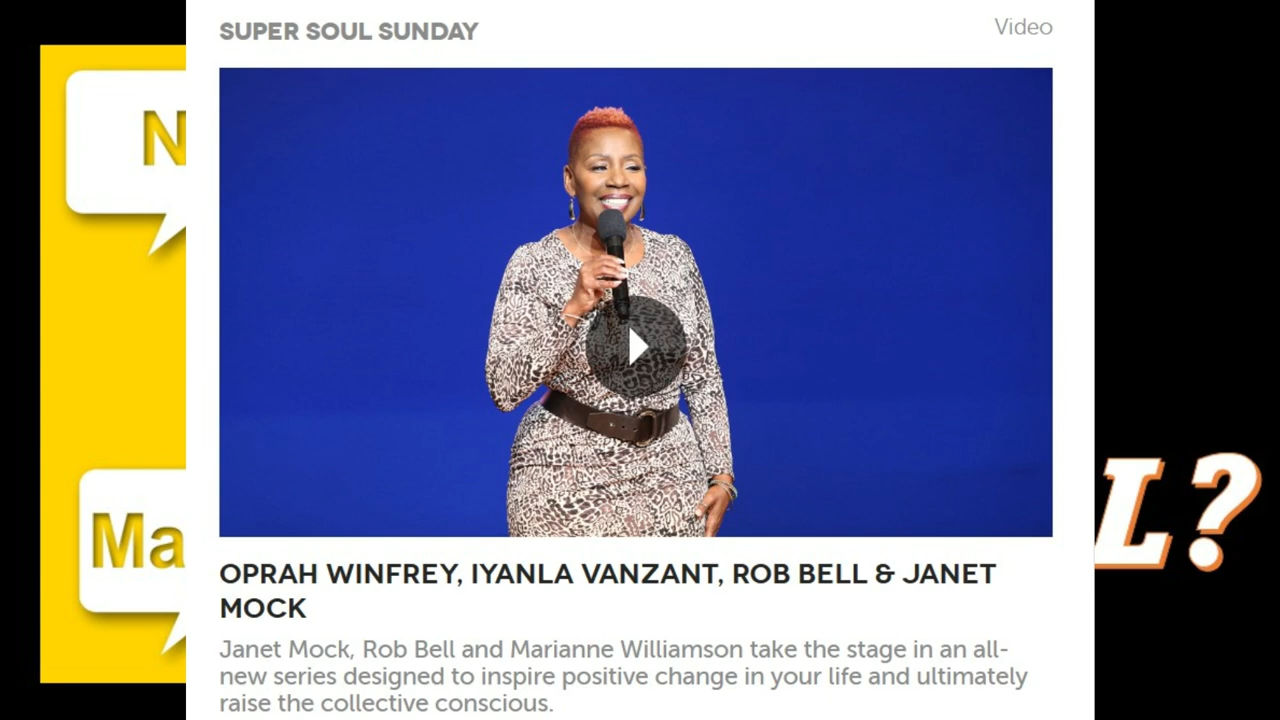 SUPER SOUL SUNDAY
Video
N
Ma
L?
OPRAH WINFREY, IYANLA VANZANT, ROB BELL & JANET
MOCK
Janet Mock, Rob Bell and Marianne Williamson take the stage in an all-
new series designed to inspire positive change in your life and ultimately
raise the collective conscious.